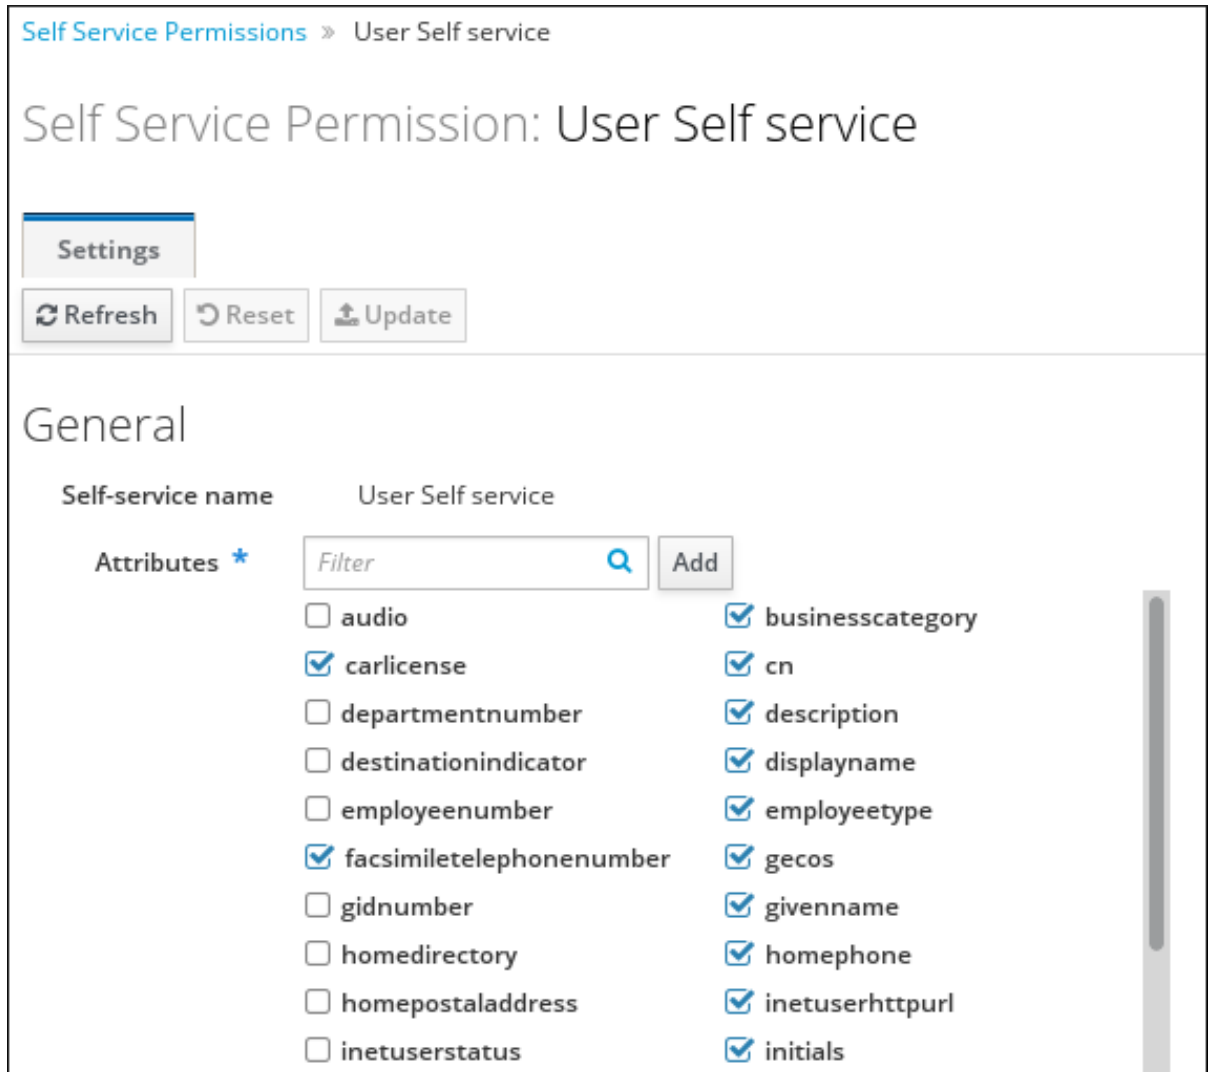 Self Service Permissions » User Self service
Self Service Permission: User Self service
Settings
Refresh Reset Update
General
Self-service name User Self service
Attributes * Filter Add
audio businesscategory
carlicense cn
departmentnumber description
destinationindicator displayname
employeenumber employeetype
facsimiletelephonenumber gecos
gidnumber givenname
homedirectory homephone
homepostaladdress inetuserhttpurl
inetuserstatus initials